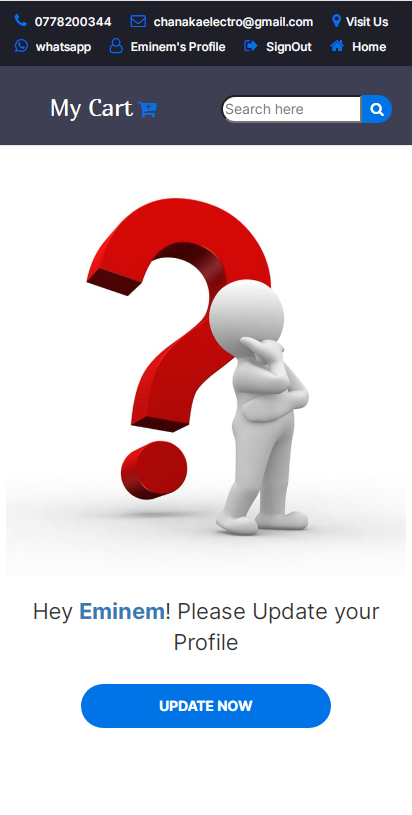 0778200344 chanakaelectro@gmail.com Visit Us
whatsapp Eminem's Profile SignOut Home
My Cart
Search here
Hey Eminem! Please Update your
Profile
UPDATE NOW